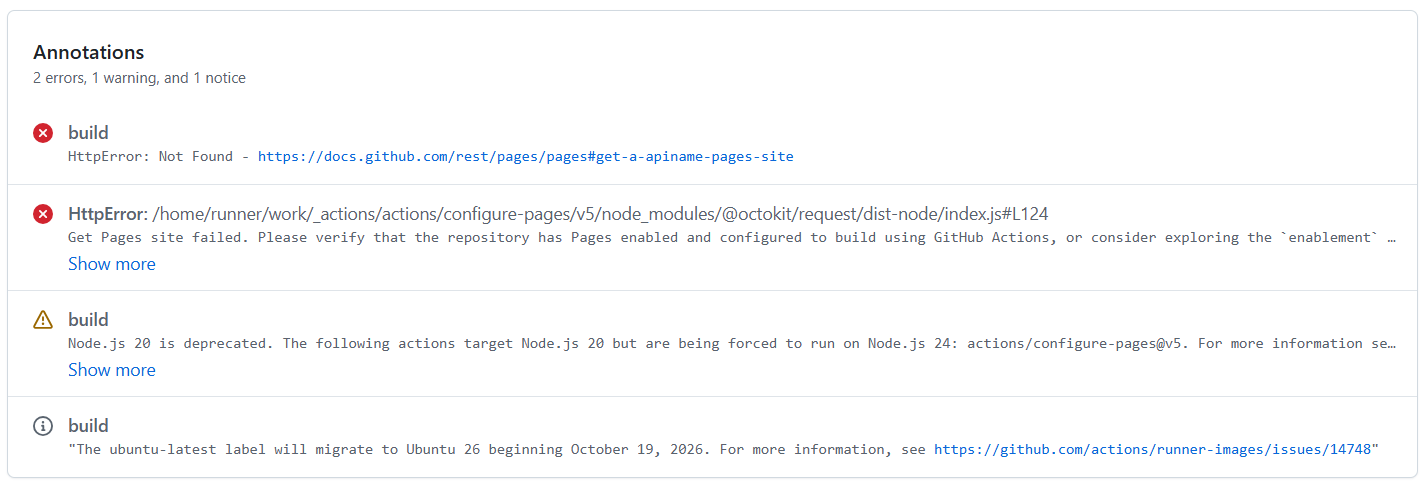 Annotations
2 errors, 1 warning, and 1 notice
build
HttpError: Not Found - https://docs.github.com/rest/pages/pages#get-a-apiname-pages-site
HttpError: /home/runner/work/_actions/actions/configure-pages/v5/node_modules/@octokit/request/dist-node/index.js#L124
Get Pages site failed. Please verify that the repository has Pages enabled and configured to build using GitHub Actions, or consider exploring the `enablement` …
Show more
build
Node.js 20 is deprecated. The following actions target Node.js 20 but are being forced to run on Node.js 24: actions/configure-pages@v5. For more information se…
Show more
build
"The ubuntu-latest label will migrate to Ubuntu 26 beginning October 19, 2026. For more information, see https://github.com/actions/runner-images/issues/14748"